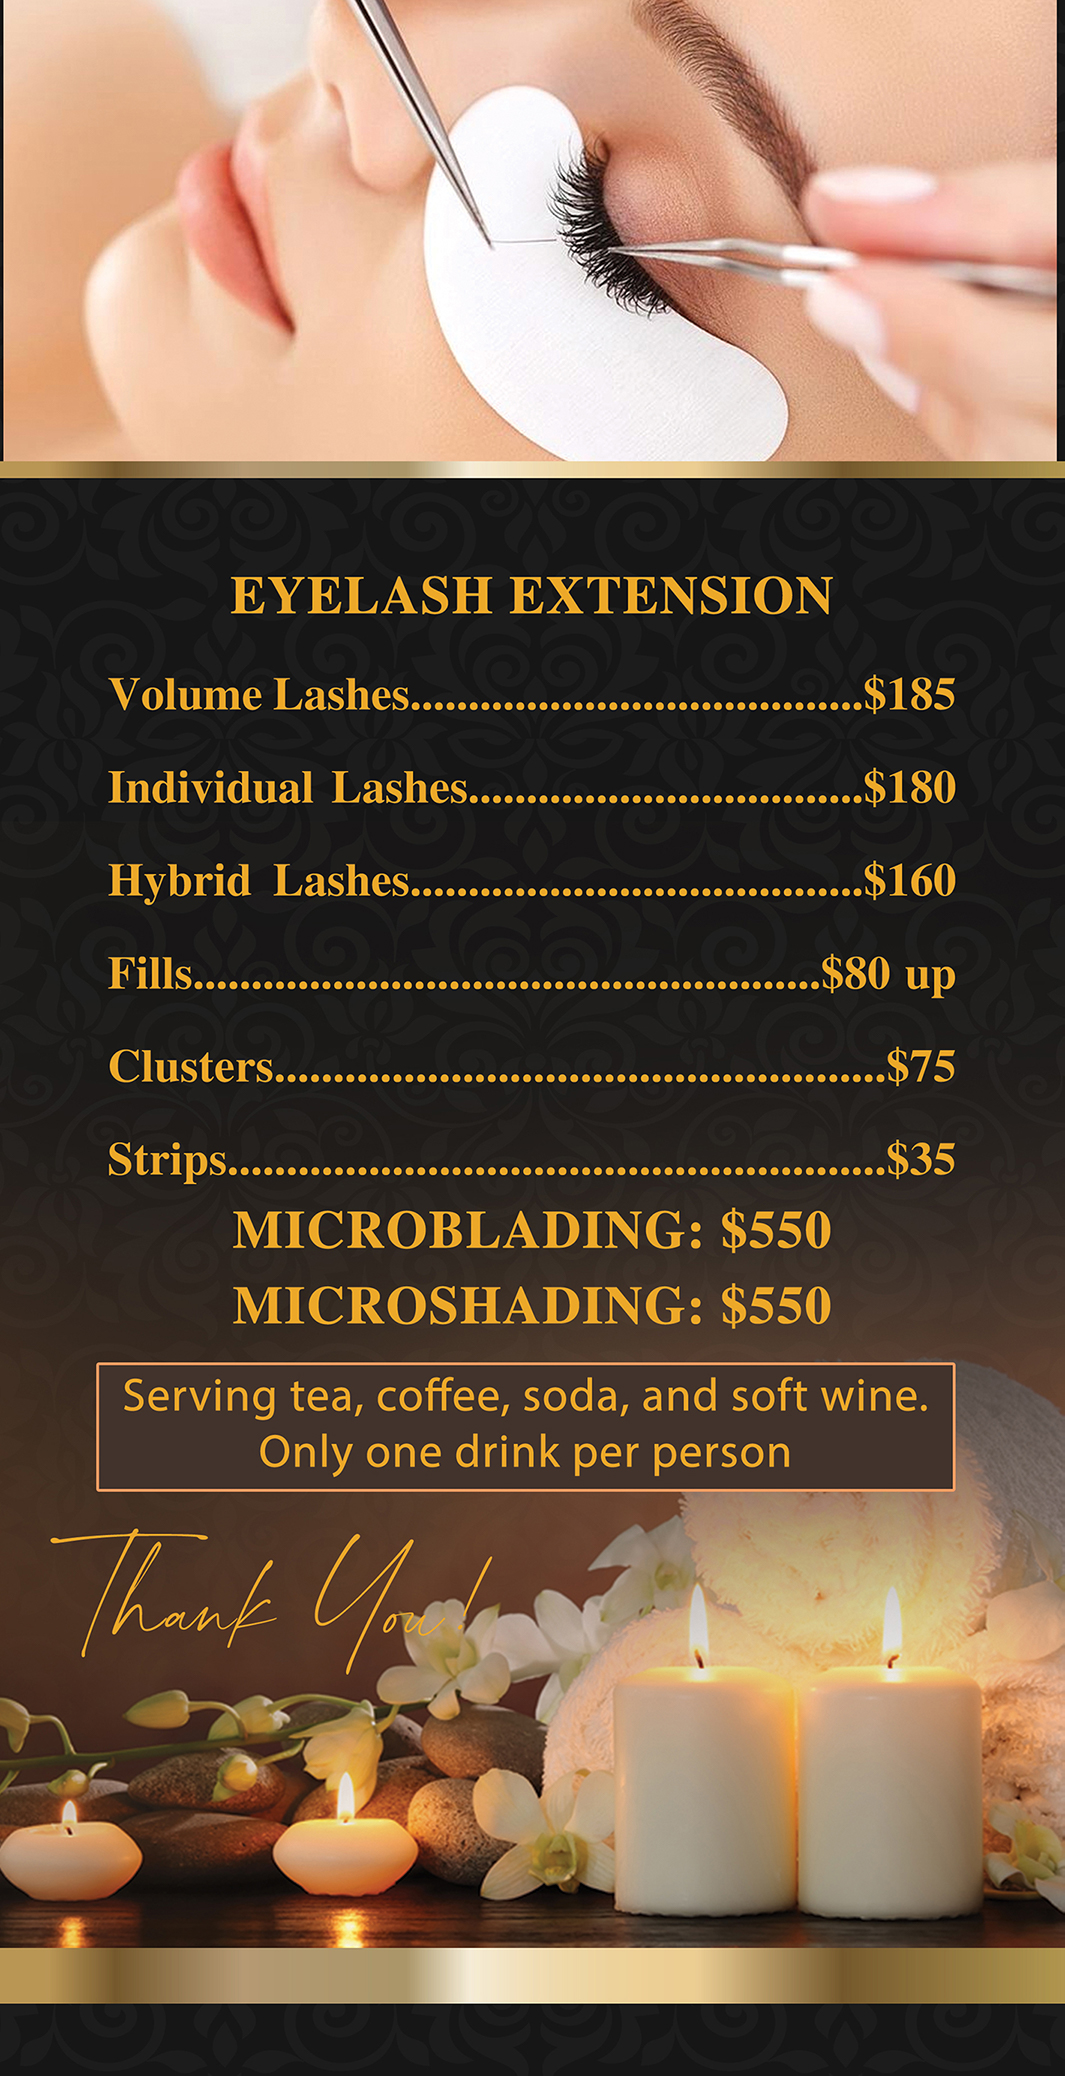 EYELASH EXTENSION
Volume Lashes.......................................$185
Individual Lashes..................................$180
Hybrid Lashes.......................................$160
Fills......................................................$80 up
Clusters.....................................................$75
Strips.........................................................$35
MICROBLADING: $550
MICROSHADING: $550
Serving tea, coffee, soda, and soft wine.
Only one drink per person
Thank You!